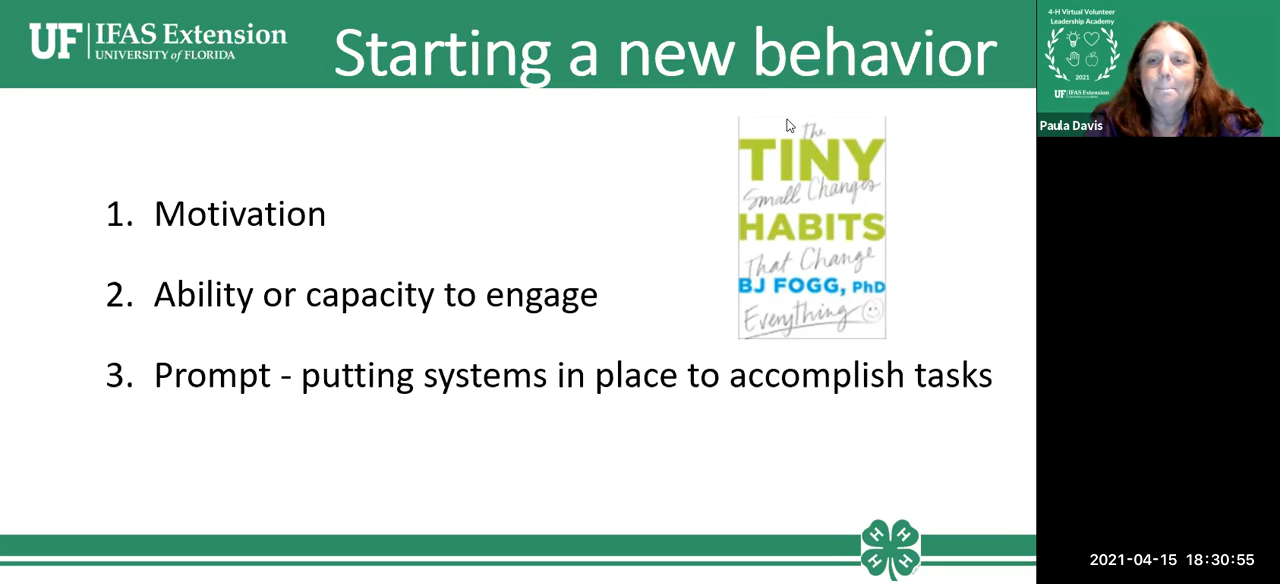 UF IFAS Extension
UNIVERSITY of FLORIDA
Starting a new behavior
1. Motivation
2. Ability or capacity to engage
3. Prompt - putting systems in place to accomplish tasks
The
TINY
Small Changes
HABITS
That Change
BJ FOGG, PhD
Everything
H H
H H
4-H Virtual Volunteer
Leadership Academy
2021
UF IFAS Extension
Paula Davis
2021-04-15 18:30:55